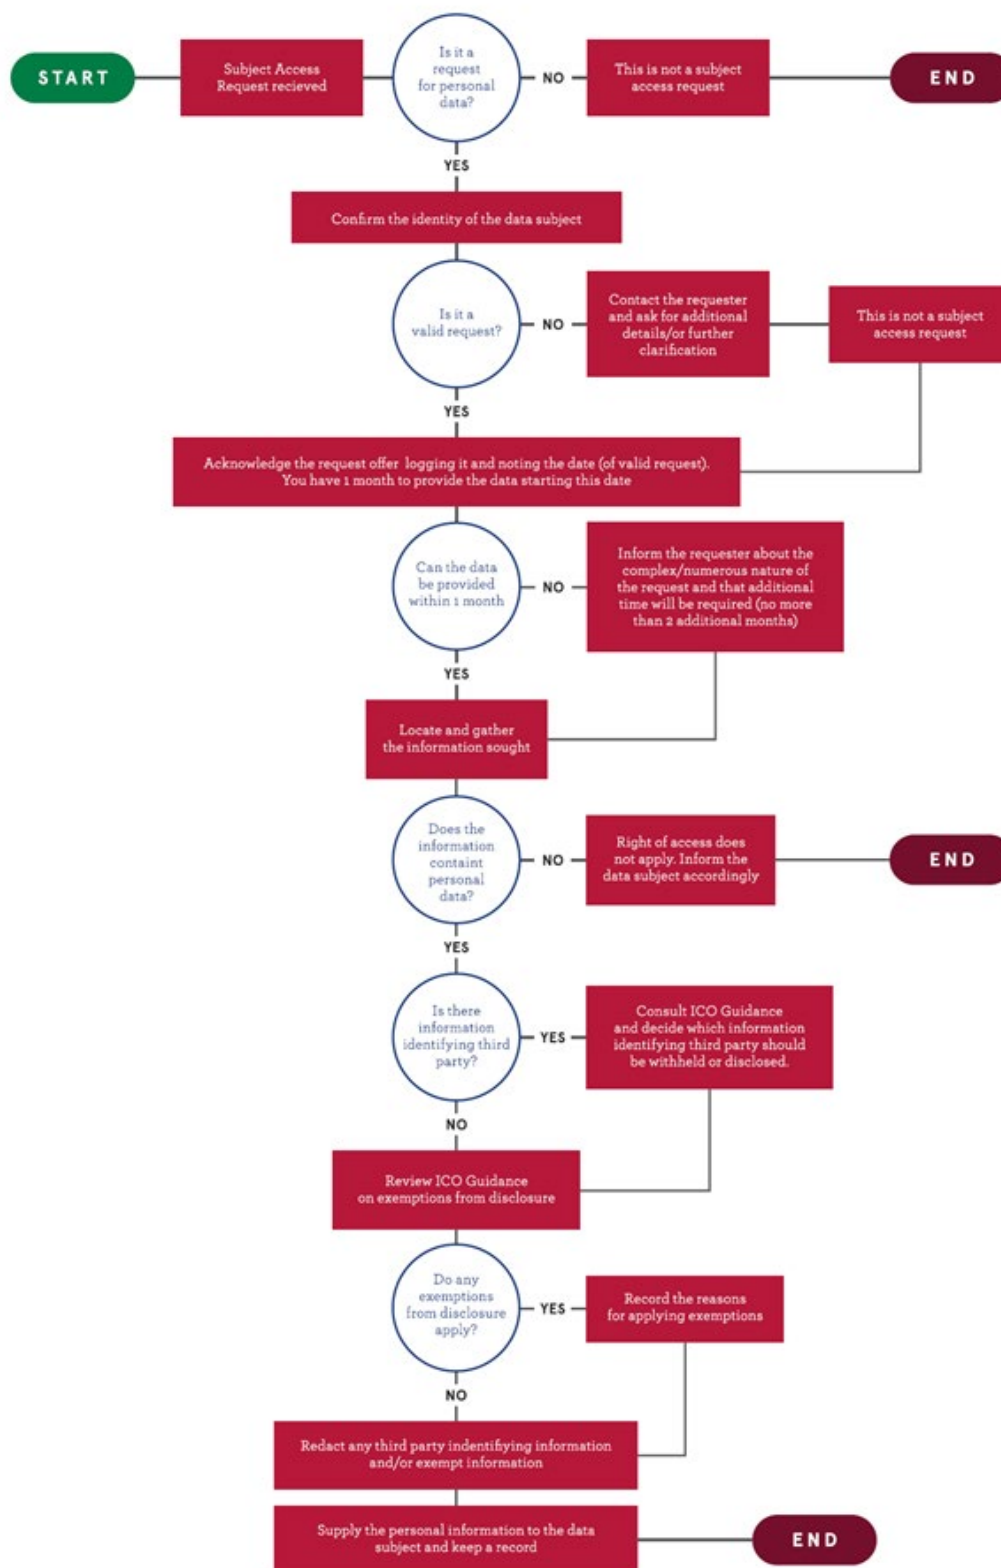 START
Subject Access
Request recieved
Is it a
request
for personal
data?
NO
This is not a subject
access request
END
YES
Confirm the identity of the data subject
Is it a
valid request?
NO
Contact the requester
and ask for additional
details/or further
clarification
This is not a subject
access request
YES
Acknowledge the request offer logging it and noting the date (of valid request).
You have 1 month to provide the data starting this date
Can the data
be provided
within 1 month
NO
Inform the requester about the
complex/numerous nature of
the request and that additional
time will be required (no more
than 2 additional months)
YES
Locate and gather
the information sought
Does the
information
containt
personal
data?
NO
Right of access does
not apply. Inform the
data subject accordingly
END
YES
Is there
information
identifying third
party?
YES
Consult ICO Guidance
and decide which information
identifying third party should
be withheld or disclosed.
NO
Review ICO Guidance
on exemptions from disclosure
Do any
exemptions
from disclosure
apply?
YES
Record the reasons
for applying exemptions
NO
Redact any third party indentifiying information
and/or exempt information
Supply the personal information to the data
subject and keep a record
END